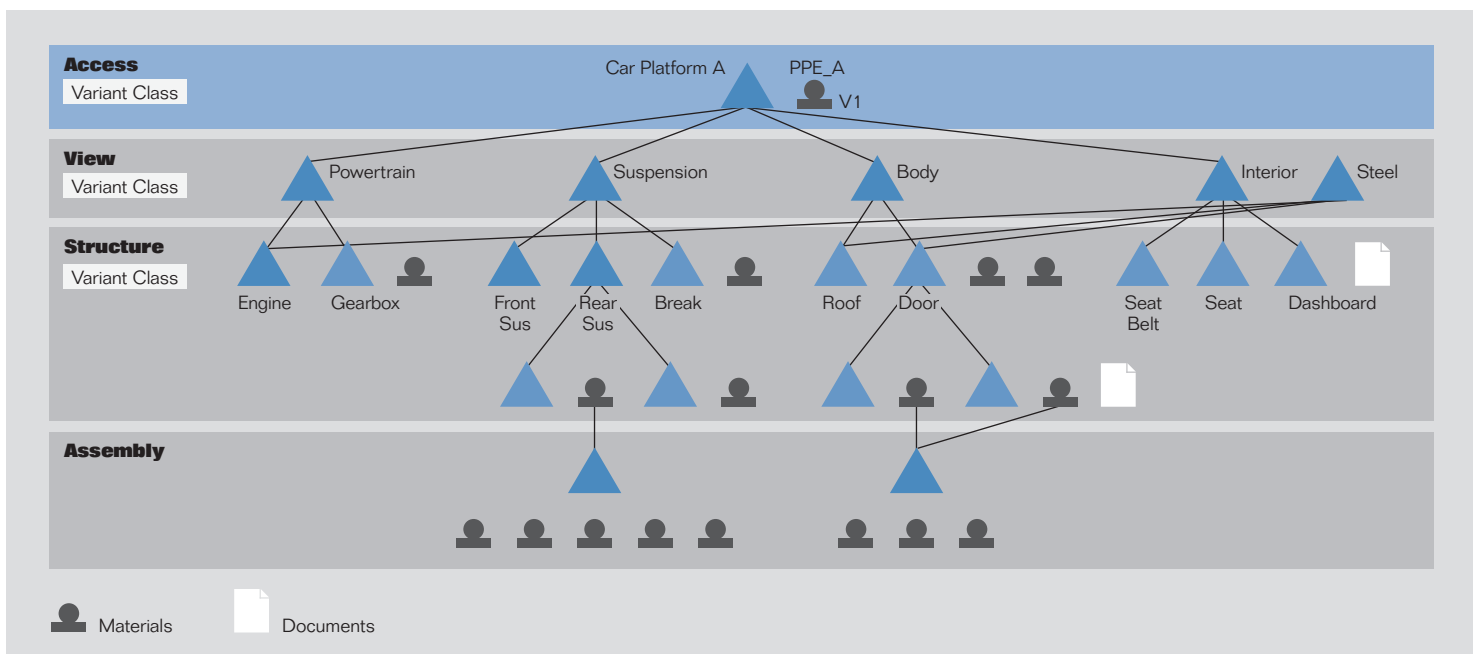 Access
Variant Class
Car Platform A
PPE_A
V1
View
Variant Class
Powertrain
Suspension
Body
Interior
Steel
Structure
Variant Class
Engine
Gearbox
Front
Sus
Rear
Sus
Break
Roof
Door
Seat
Belt
Seat
Dashboard
Assembly
Materials
Documents